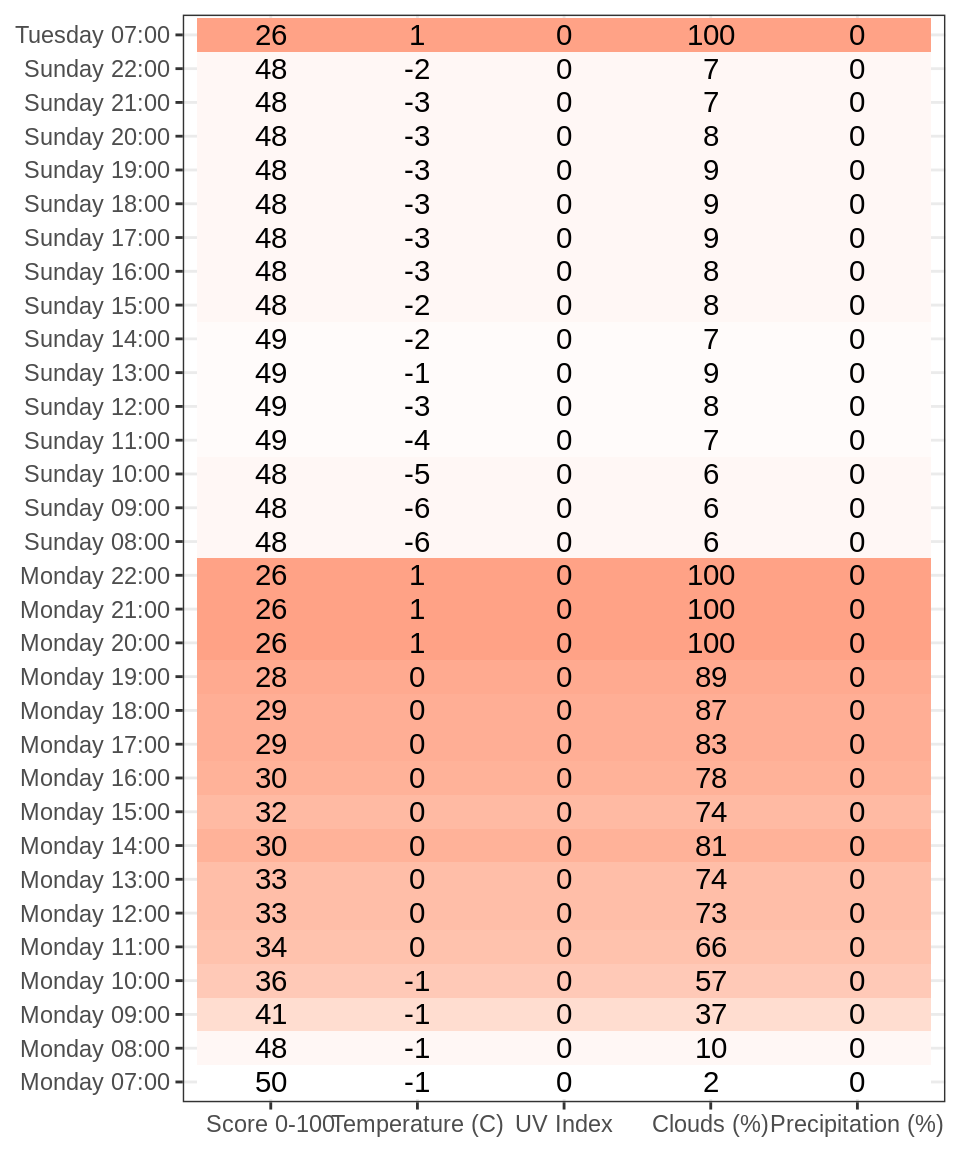 Tuesday 07:00 26 1 0 100 0
Sunday 22:00 48 -2 0 7 0
Sunday 21:00 48 -3 0 7 0
Sunday 20:00 48 -3 0 8 0
Sunday 19:00 48 -3 0 9 0
Sunday 18:00 48 -3 0 9 0
Sunday 17:00 48 -3 0 9 0
Sunday 16:00 48 -3 0 8 0
Sunday 15:00 48 -2 0 8 0
Sunday 14:00 49 -2 0 7 0
Sunday 13:00 49 -1 0 9 0
Sunday 12:00 49 -3 0 8 0
Sunday 11:00 49 -4 0 7 0
Sunday 10:00 48 -5 0 6 0
Sunday 09:00 48 -6 0 6 0
Sunday 08:00 48 -6 0 6 0
Monday 22:00 26 1 0 100 0
Monday 21:00 26 1 0 100 0
Monday 20:00 26 1 0 100 0
Monday 19:00 28 0 0 89 0
Monday 18:00 29 0 0 87 0
Monday 17:00 29 0 0 83 0
Monday 16:00 30 0 0 78 0
Monday 15:00 32 0 0 74 0
Monday 14:00 30 0 0 81 0
Monday 13:00 33 0 0 74 0
Monday 12:00 33 0 0 73 0
Monday 11:00 34 0 0 66 0
Monday 10:00 36 -1 0 57 0
Monday 09:00 41 -1 0 37 0
Monday 08:00 48 -1 0 10 0
Monday 07:00 50 -1 0 2 0
Score 0-100 Temperature (C) UV Index Clouds (%) Precipitation (%)